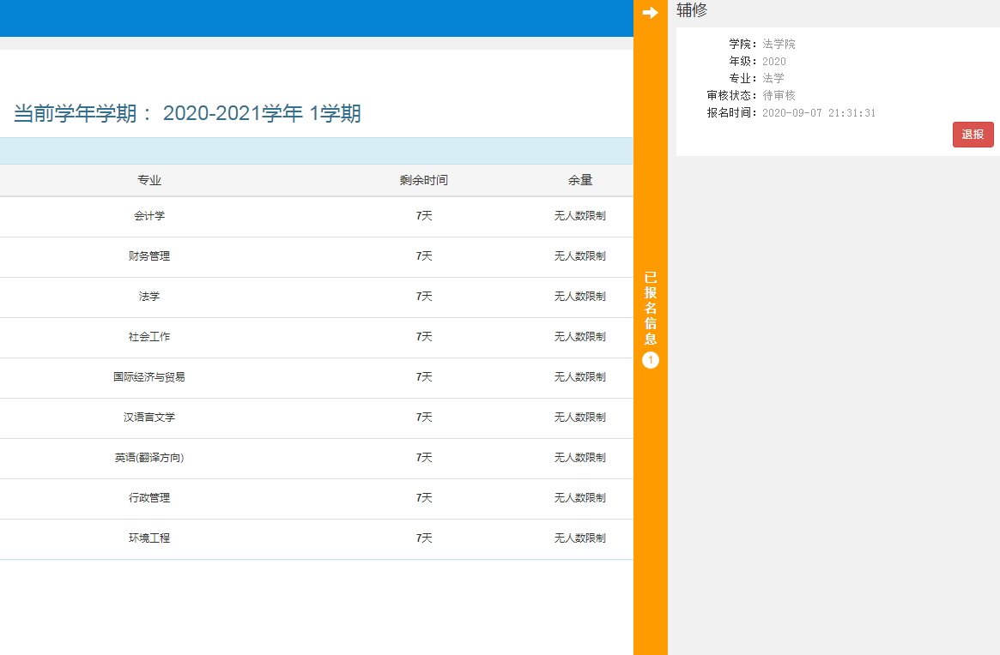 当前学年学期： 2020-2021学年 1学期
专业 剩余时间 余量
会计学 7天 无人数限制
财务管理 7天 无人数限制
法学 7天 无人数限制
社会工作 7天 无人数限制
国际经济与贸易 7天 无人数限制
汉语言文学 7天 无人数限制
英语(翻译方向) 7天 无人数限制
行政管理 7天 无人数限制
环境工程 7天 无人数限制
已报名信息
1
辅修
学院：法学院
年级：2020
专业：法学
审核状态：待审核
报名时间：2020-09-07 21:31:31
退报